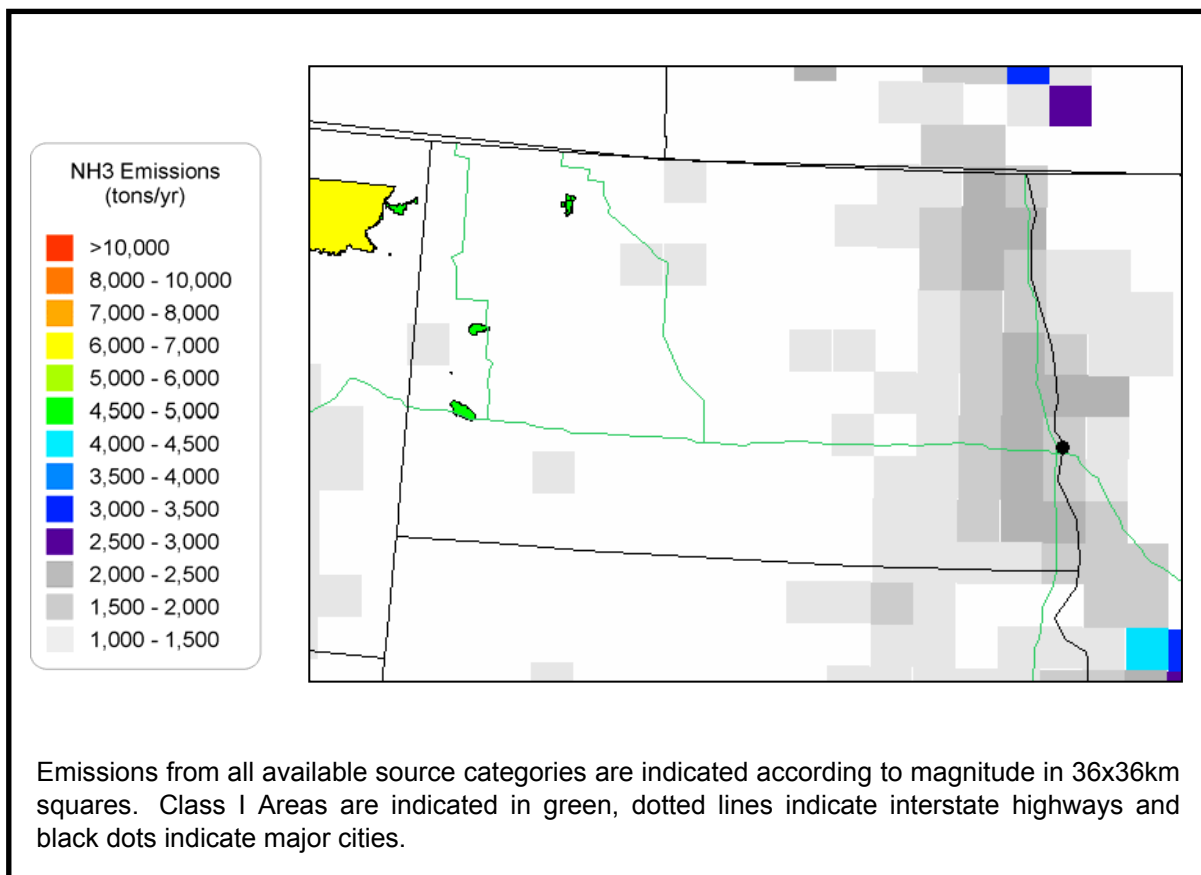 NH3 Emissions
(tons/yr)
>10,000
8,000 - 10,000
7,000 - 8,000
6,000 - 7,000
5,000 - 6,000
4,500 - 5,000
4,000 - 4,500
3,500 - 4,000
3,000 - 3,500
2,500 - 3,000
2,000 - 2,500
1,500 - 2,000
1,000 - 1,500
Emissions from all available source categories are indicated according to magnitude in 36x36km
squares. Class I Areas are indicated in green, dotted lines indicate interstate highways and
black dots indicate major cities.